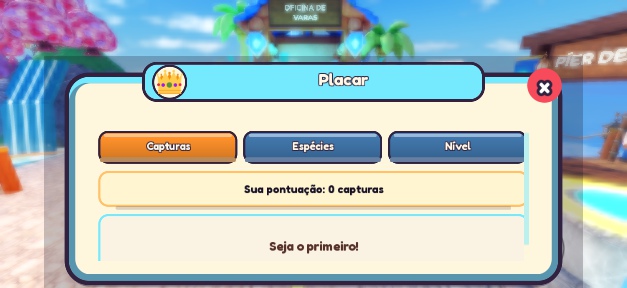 OFICINA DE
VARAS
Placar
PÍER DE
Capturas
Espécies
Nível
Sua pontuação: 0 capturas
Seja o primeiro!